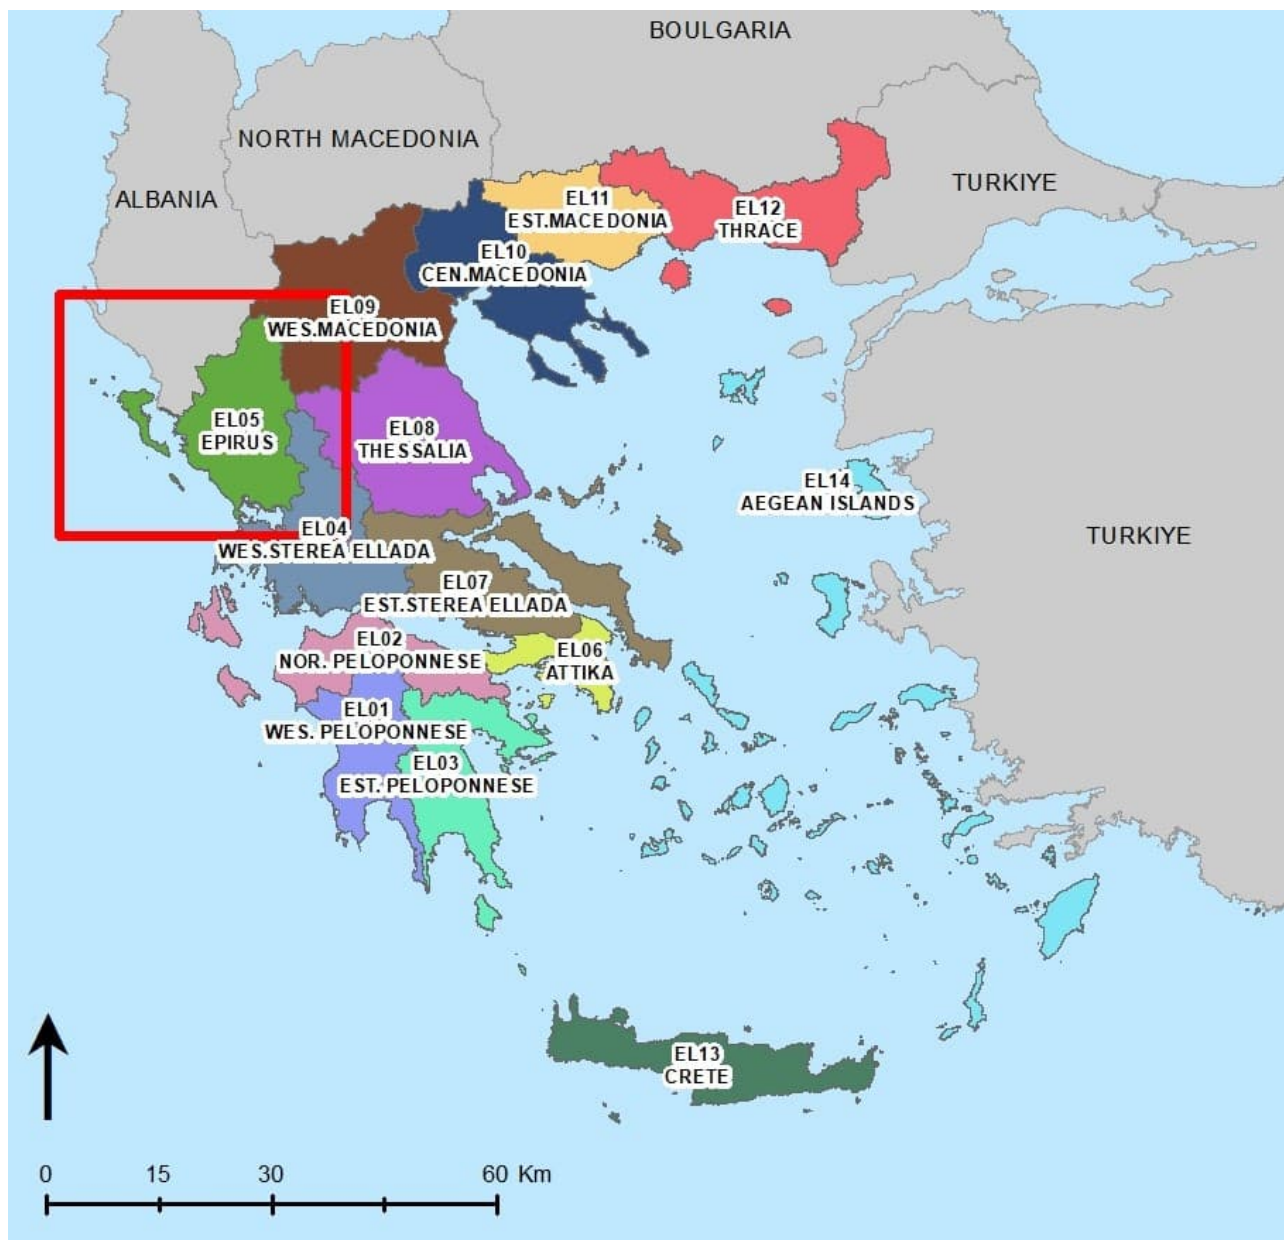 BOULGARIA
NORTH MACEDONIA
ALBANIA
TURKIYE
EL11
EST.MACEDONIA
EL12
THRACE
EL10
CEN.MACEDONIA
EL09
WES.MACEDONIA
EL05
EPIRUS
EL08
THESSALIA
EL14
AEGEAN ISLANDS
TURKIYE
EL04
WES.STEREA ELLADA
EL07
EST.STEREA ELLADA
EL02
NOR. PELOPONNESE
EL06
ATTIKA
EL01
WES. PELOPONNESE
EL03
EST. PELOPONNESE
EL13
CRETE
0 15 30 60 Km